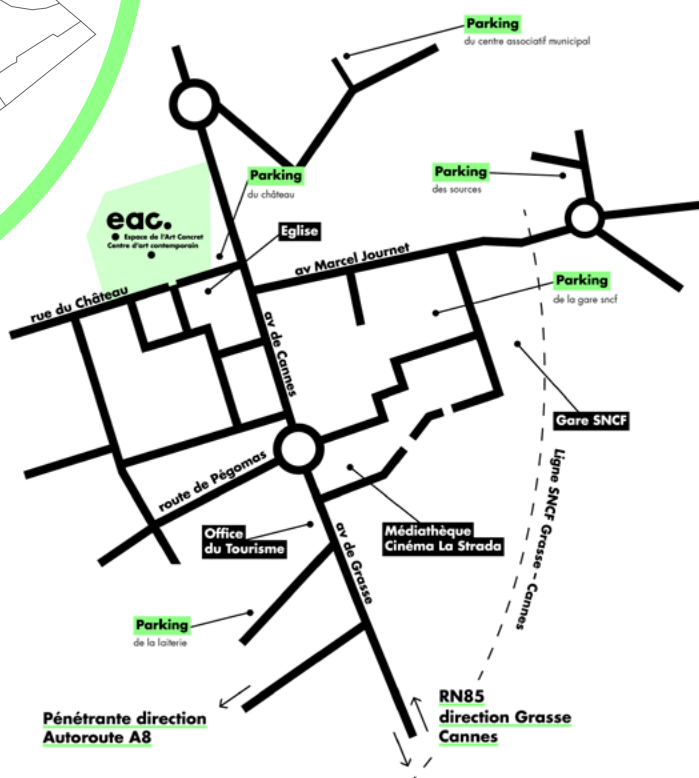 Parking
du centre associatif municipal
Parking
du château
Parking
des sources
eac.
Espace de l'Art Concret
Centre d'art contemporain
Eglise
av Marcel Journet
Parking
de la gare sncf
rue du Château
av de Cannes
Gare SNCF
route de Pégomas
Ligne SNCF Grasse - Cannes
Office
du Tourisme
av de Grasse
Médiathèque
Cinéma La Strada
Parking
de la laiterie
RN85
direction Grasse
Cannes
Pénétrante direction
Autoroute A8